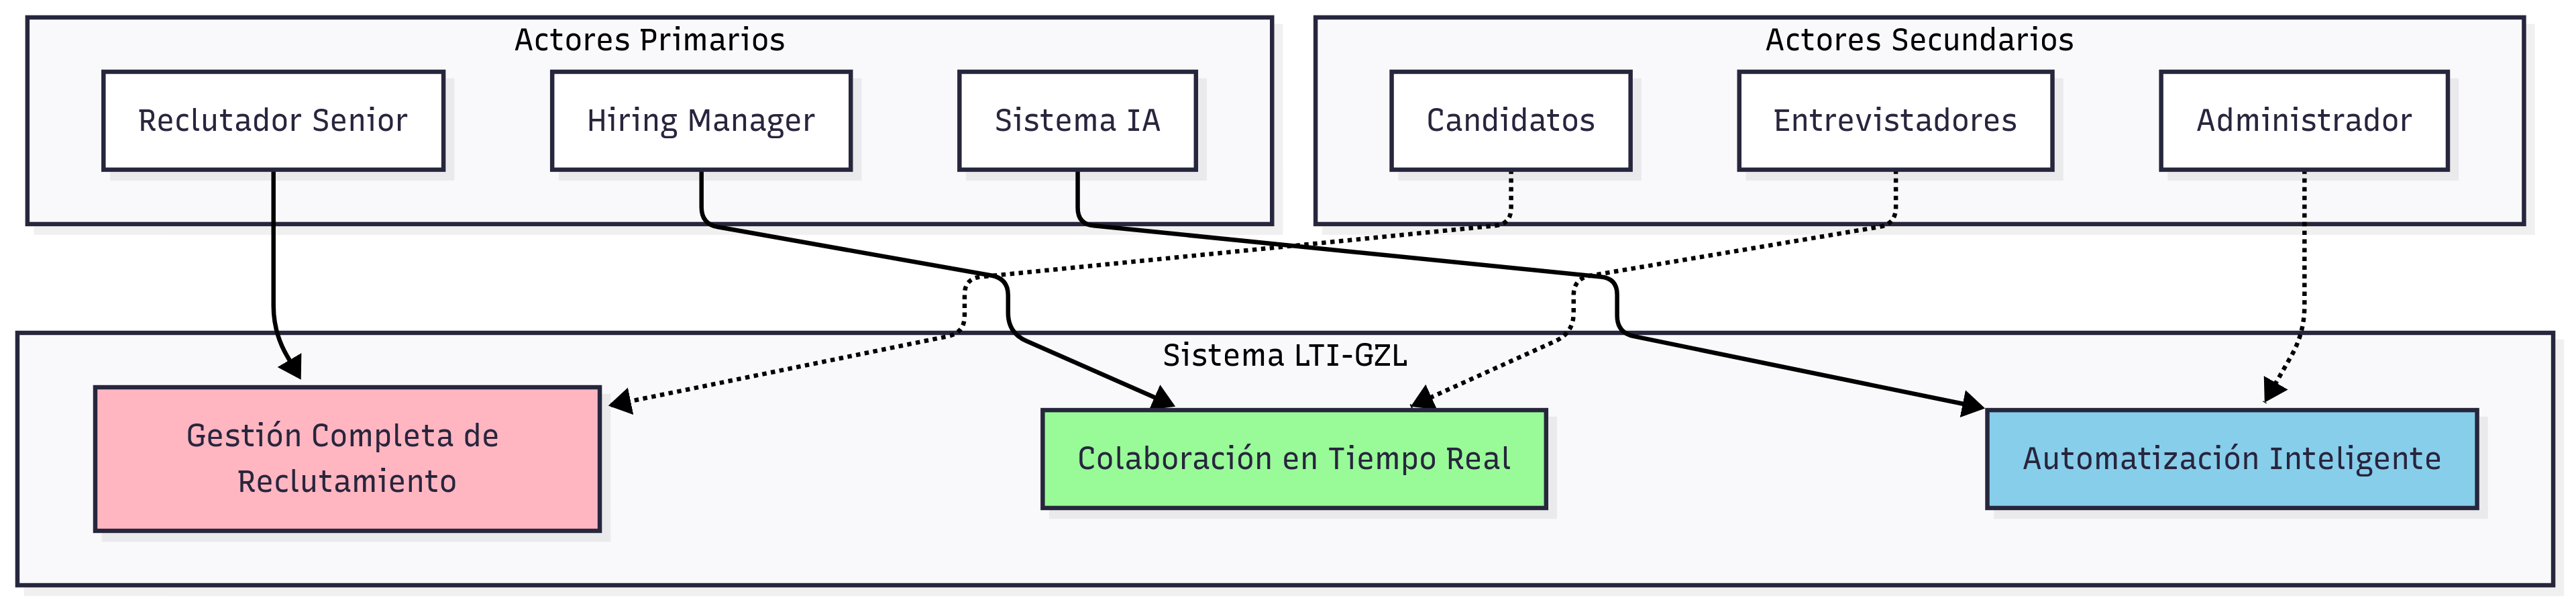 Actores Primarios
Reclutador Senior
Hiring Manager
Sistema IA
Actores Secundarios
Candidatos
Entrevistadores
Administrador
Sistema LTI-GZL
Gestión Completa de
Reclutamiento
Colaboración en Tiempo Real
Automatización Inteligente